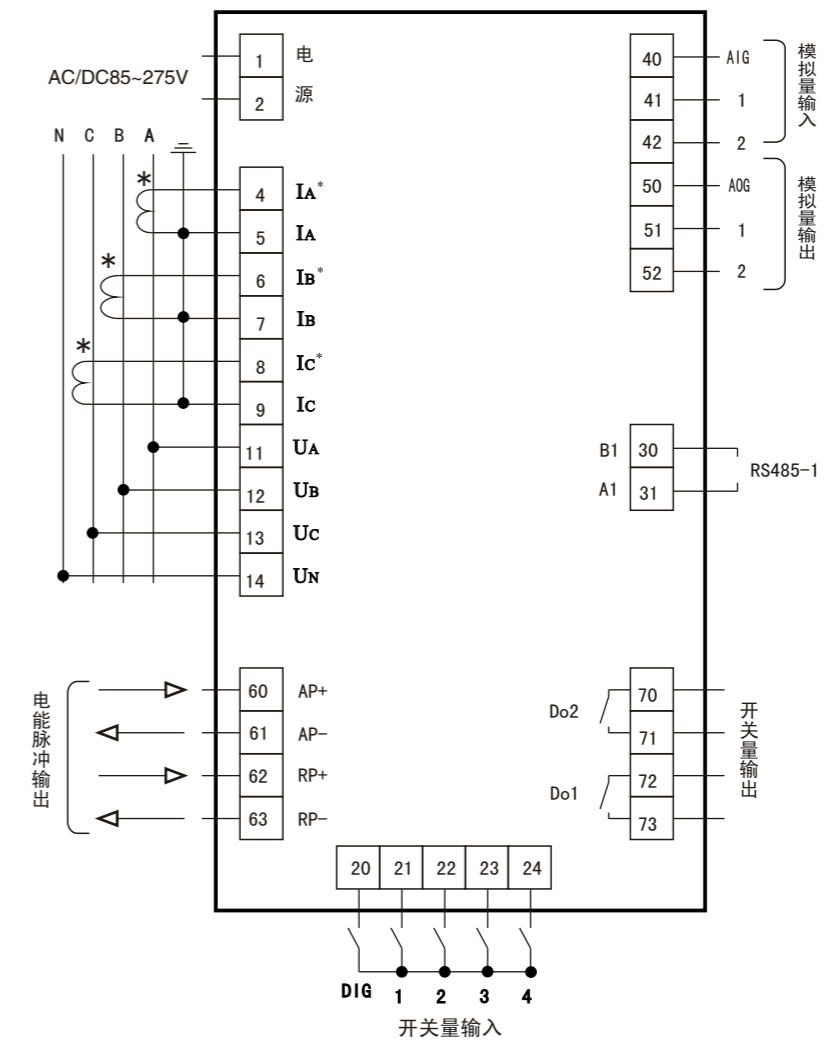 AC/DC85~275V
1 电
2 源
N C B A
* 4 IA*
5 IA
* 6 IB*
7 IB
* 8 IC*
9 IC
11 UA
12 UB
13 UC
14 UN
40 AIG
41 1
42 2
模拟量输入
50 AOG
51 1
52 2
模拟量输出
B1 30
A1 31
RS485-1
电能脉冲输出
60 AP+
61 AP-
62 RP+
63 RP-
Do2 70
71
Do1 72
73
开关量输出
20 21 22 23 24
DIG 1 2 3 4
开关量输入